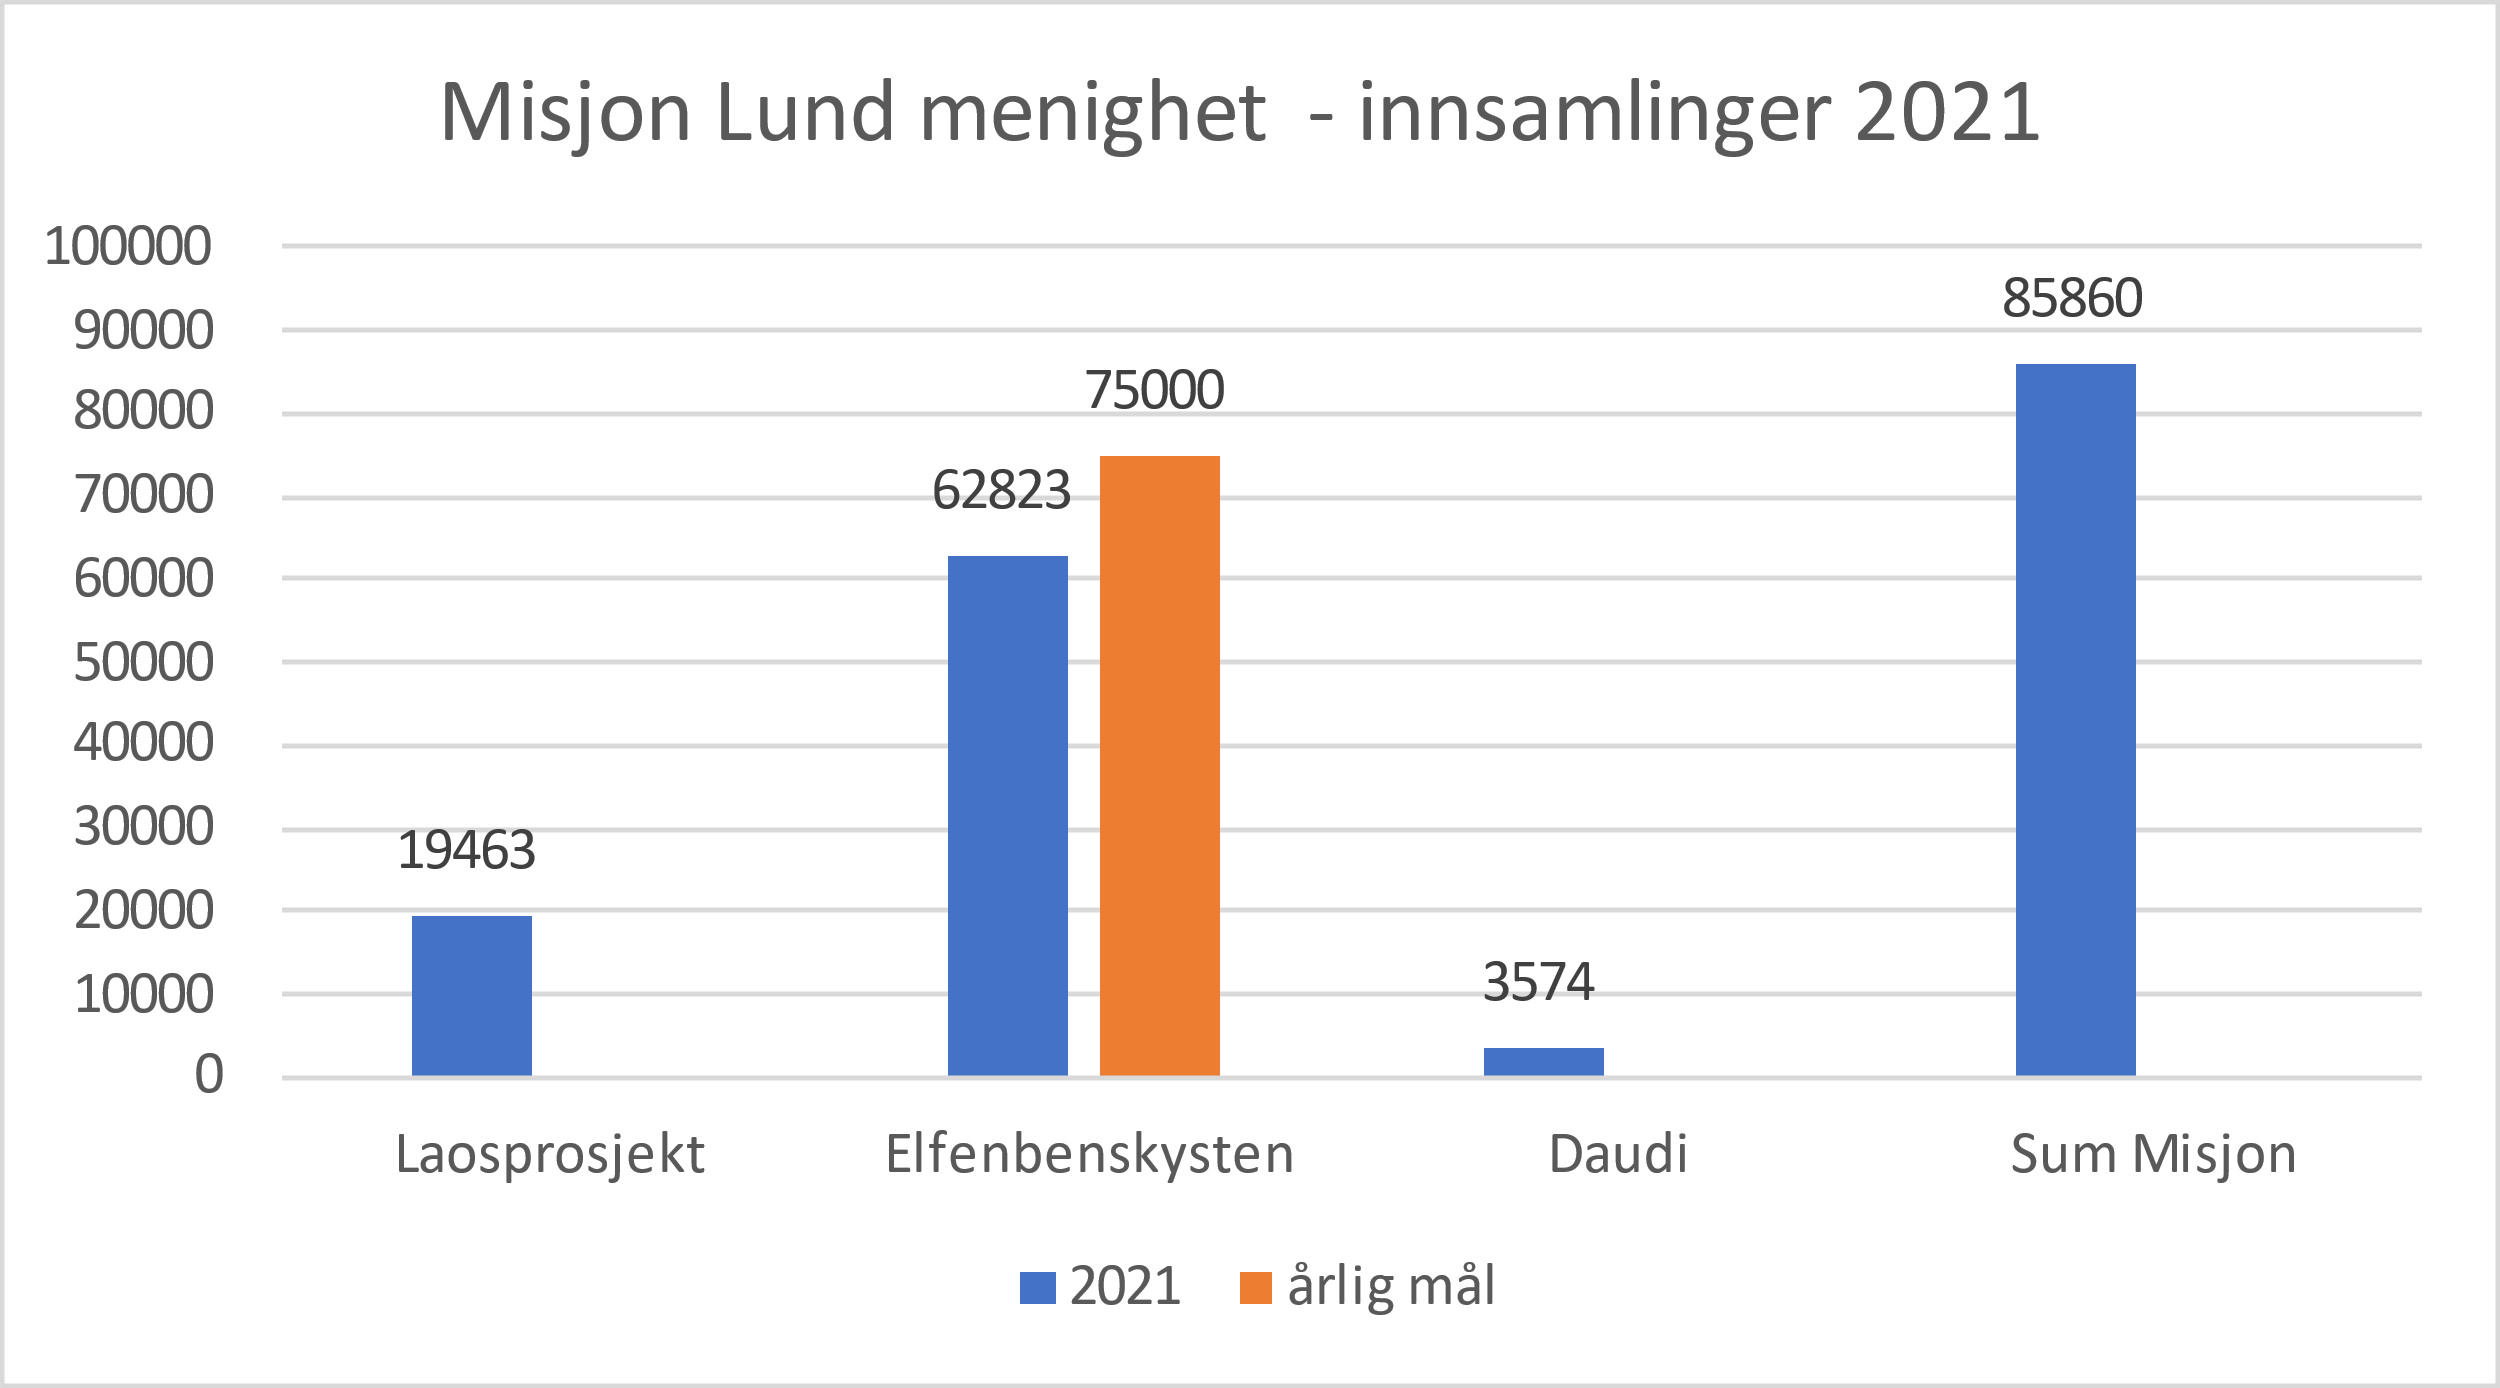 Misjon Lund menighet - innsamlinger 2021
100000
90000
80000
70000
60000
50000
40000
30000
20000
10000
0
19463
62823
75000
3574
85860
Laosprosjekt
Elfenbenskysten
Daudi
Sum Misjon
2021
årlig mål